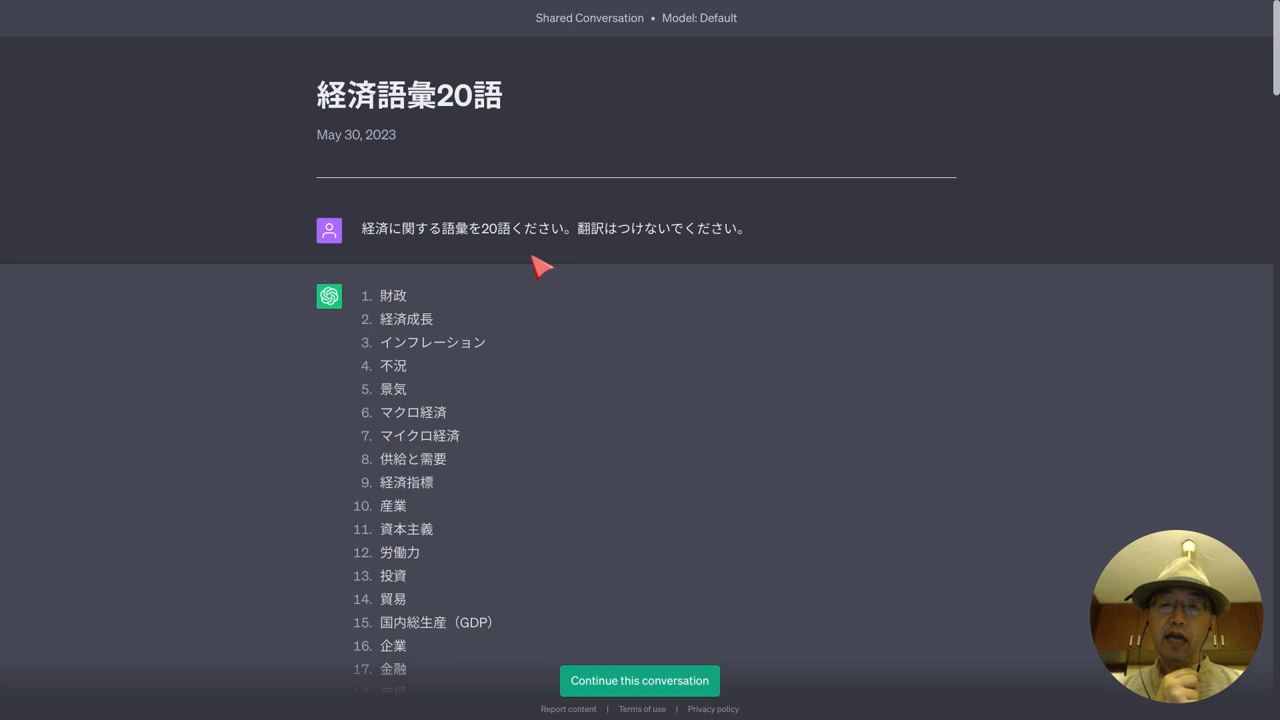 Shared Conversation • Model: Default
経済語彙20語
May 30, 2023
経済に関する語彙を20語ください。翻訳はつけないでください。
1. 財政
2. 経済成長
3. インフレーション
4. 不況
5. 景気
6. マクロ経済
7. マイクロ経済
8. 供給と需要
9. 経済指標
10. 産業
11. 資本主義
12. 労働力
13. 投資
14. 貿易
15. 国内総生産（GDP）
16. 企業
17. 金融
18. 市場
Continue this conversation
Report content | Terms of use | Privacy policy